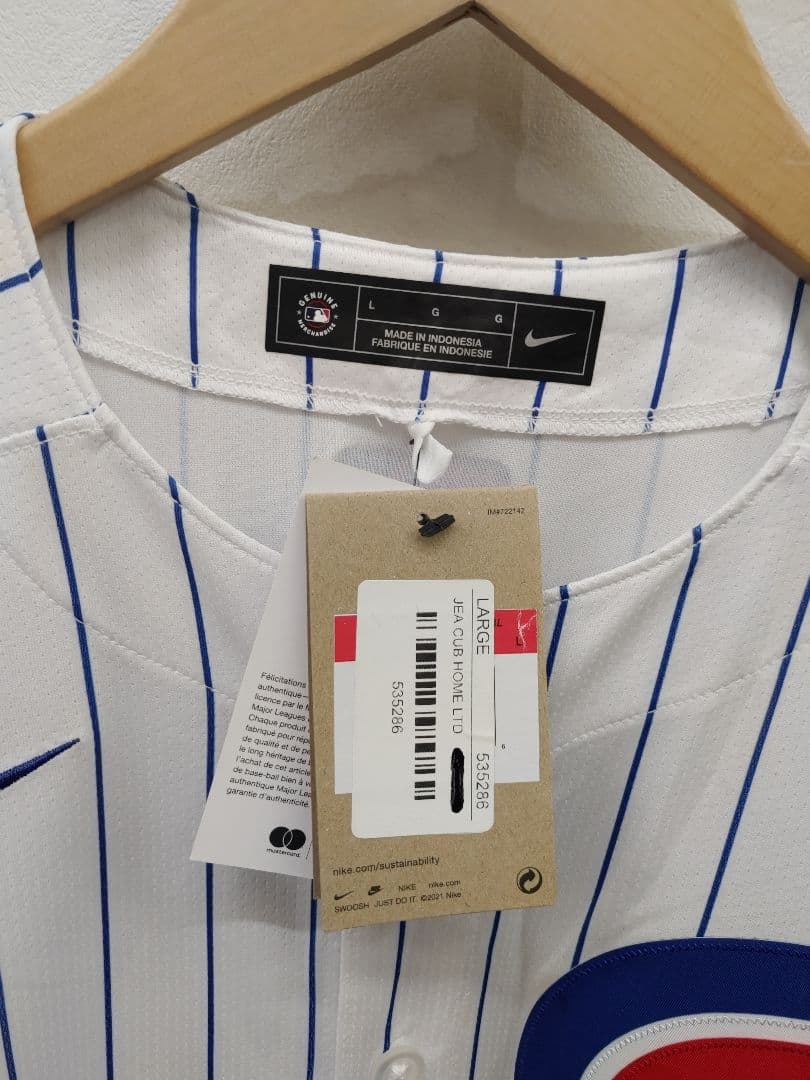 GENUINE
MERCHANDISE
L G G
MADE IN INDONESIA
FABRIQUE EN INDONESIE
IM#722142
LARGE 535286
JEA CUB HOME LTD
535286
L
6
Félicitations
authentique—
licence par le
Major Leagues
Chaque produit
fabriqué pour
de qualité et de
le long héritage de
l'achat de cet article
de base-ball bien à
authentique Major
garantie d'authenticité.
mastercard.
nike.com/sustainability
NIKE nike.com
SWOOSH JUST DO IT. ©2021 Nike